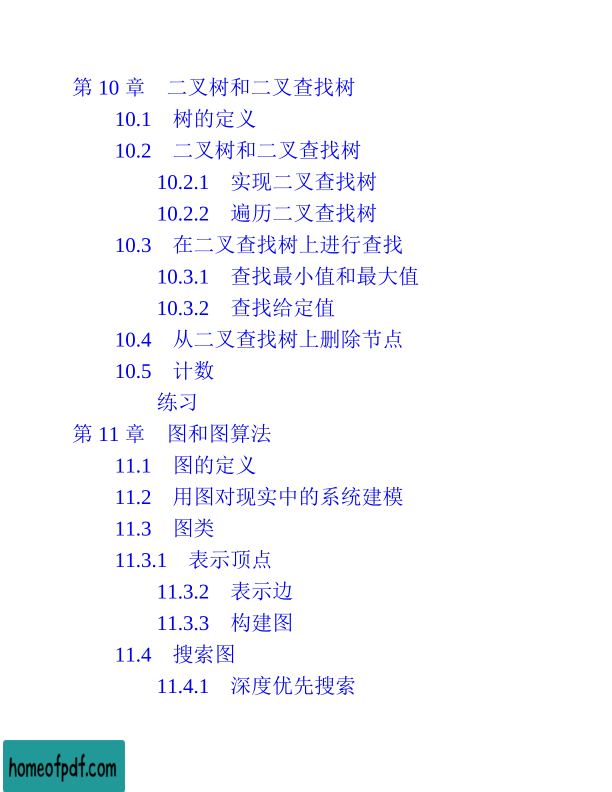 第 10 章　二叉树和二叉查找树
10.1　树的定义
10.2　二叉树和二叉查找树
10.2.1　实现二叉查找树
10.2.2　遍历二叉查找树
10.3　在二叉查找树上进行查找
10.3.1　查找最小值和最大值
10.3.2　查找给定值
10.4　从二叉查找树上删除节点
10.5　计数
练习
第 11 章　图和图算法
11.1　图的定义
11.2　用图对现实中的系统建模
11.3　图类
11.3.1　表示顶点
11.3.2　表示边
11.3.3　构建图
11.4　搜索图
11.4.1　深度优先搜索
homeofpdf.com